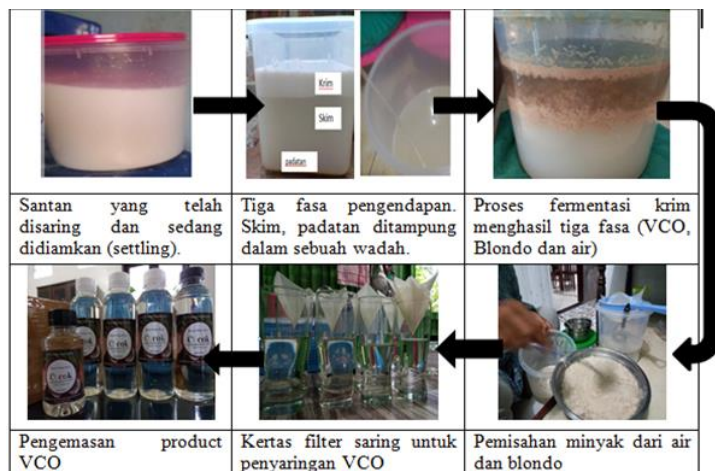 Krim
Skim
padatan
Santan yang telah
disaring dan sedang
didiamkan (settling).
Tiga fasa pengendapan.
Skim, padatan ditampung
dalam sebuah wadah.
Proses fermentasi krim
menghasil tiga fasa (VCO,
Blondo dan air)
Pengemasan product
VCO
Kertas filter saring untuk
penyaringan VCO
Pemisahan minyak dari air
dan blondo